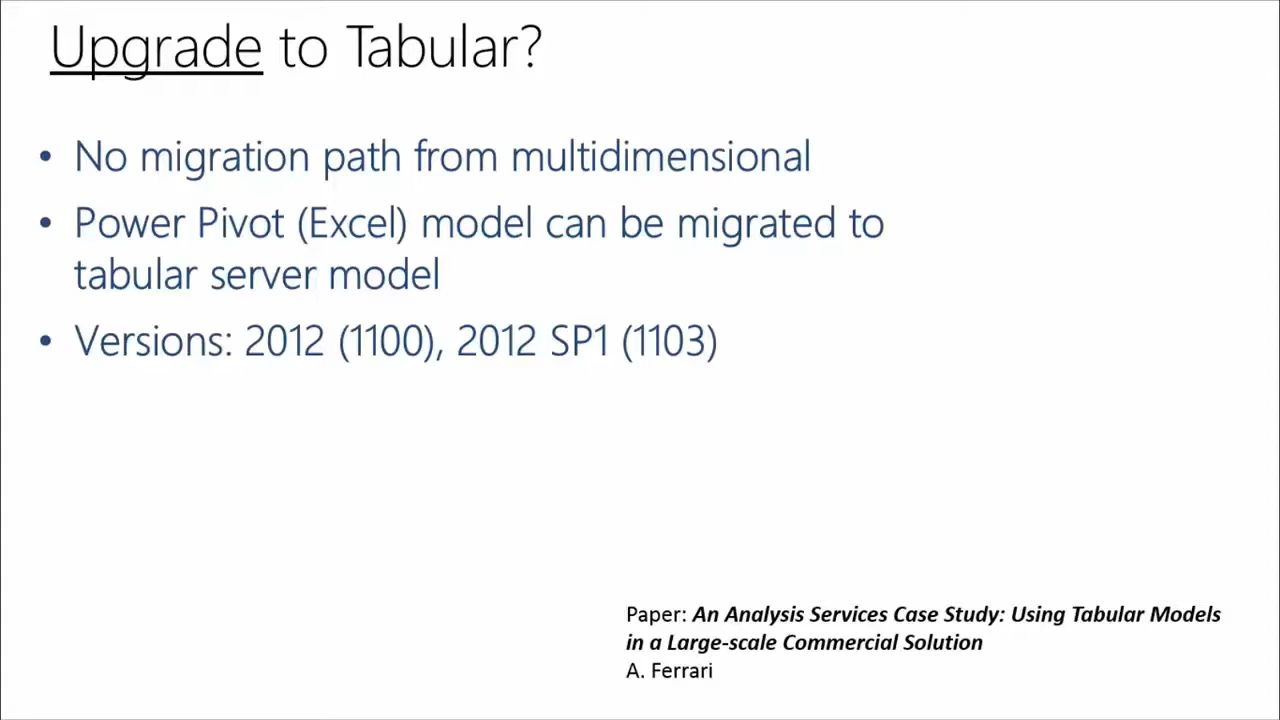 Upgrade to Tabular?
• No migration path from multidimensional
• Power Pivot (Excel) model can be migrated to
tabular server model
• Versions: 2012 (1100), 2012 SP1 (1103)
Paper: An Analysis Services Case Study: Using Tabular Models
in a Large-scale Commercial Solution
A. Ferrari